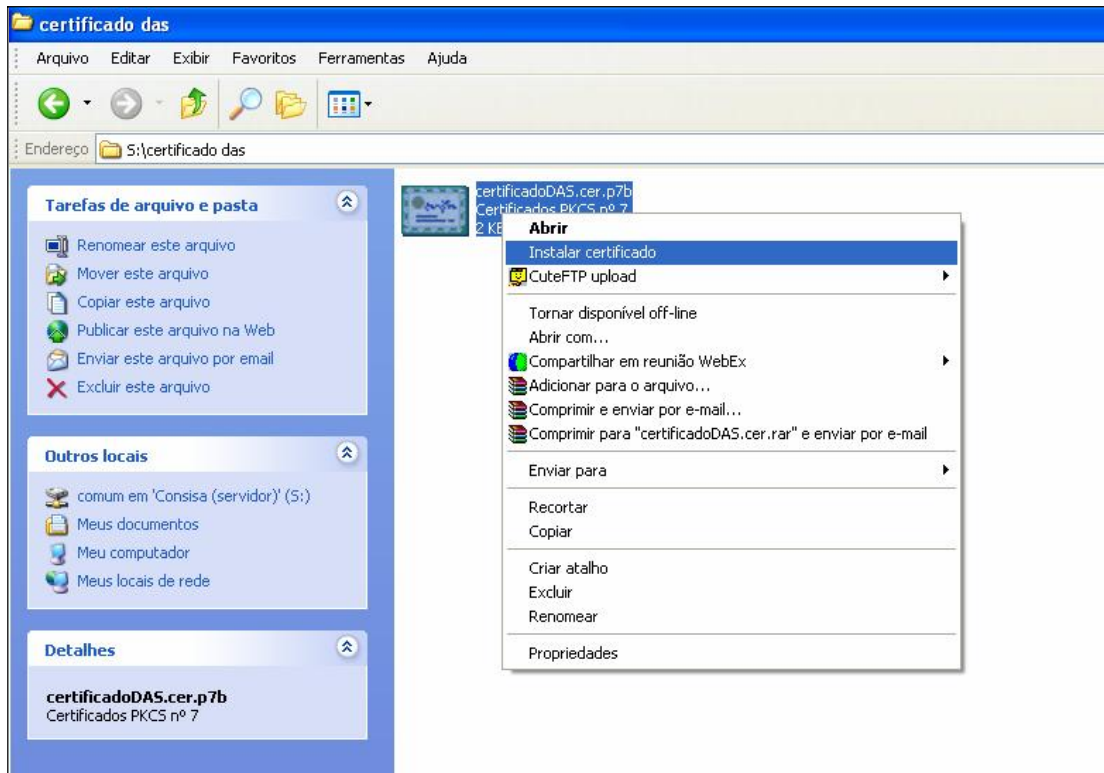 certificado das
Arquivo Editar Exibir Favoritos Ferramentas Ajuda
Endereço S:\certificado das
Tarefas de arquivo e pasta
Renomear este arquivo
Mover este arquivo
Copiar este arquivo
Publicar este arquivo na Web
Enviar este arquivo por email
Excluir este arquivo
Outros locais
comum em 'Consisa (servidor)' (S:)
Meus documentos
Meu computador
Meus locais de rede
Detalhes
certificadoDAS.cer.p7b
Certificados PKCS nº 7
certificadoDAS.cer.p7b
Certificados PKCS nº 7
2 KB
Abrir
Instalar certificado
CuteFTP upload
Tornar disponível off-line
Abrir com...
Compartilhar em reunião WebEx
Adicionar para o arquivo...
Comprimir e enviar por e-mail...
Comprimir para "certificadoDAS.cer.rar" e enviar por e-mail
Enviar para
Recortar
Copiar
Criar atalho
Excluir
Renomear
Propriedades